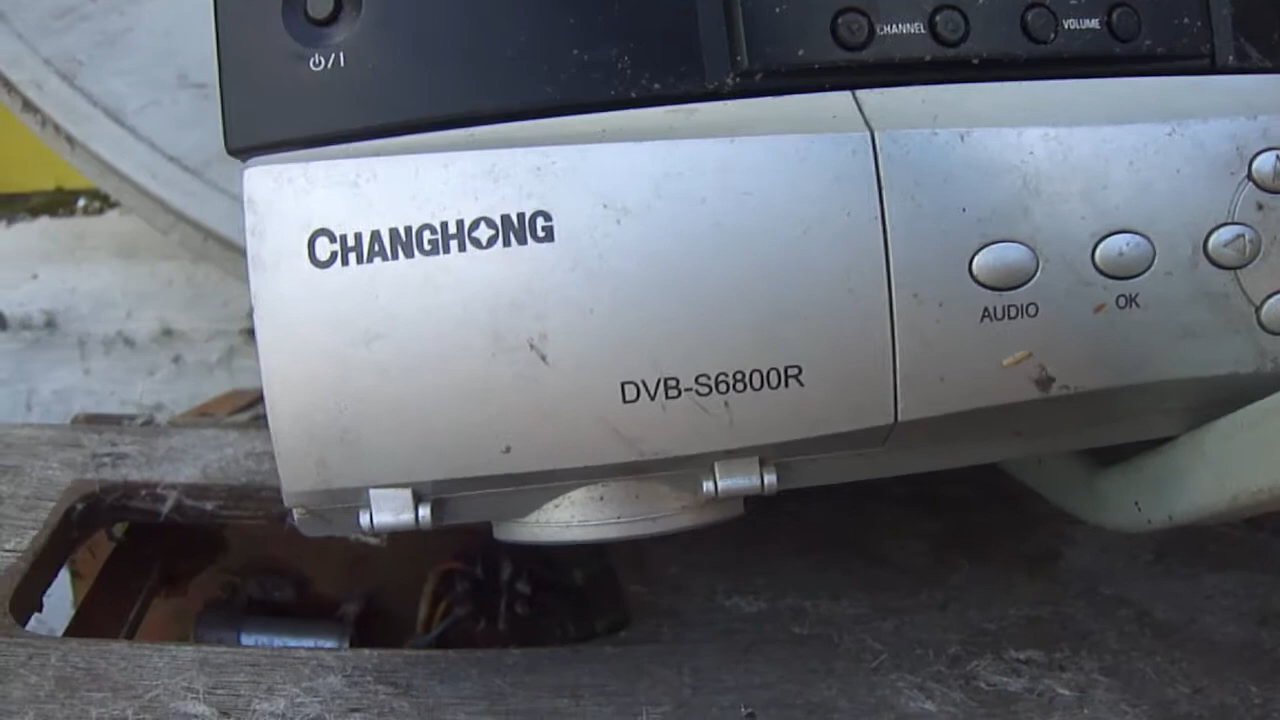 ⏻/I
CHANNEL
VOLUME
CHANGHONG
AUDIO
OK
DVB-S6800R